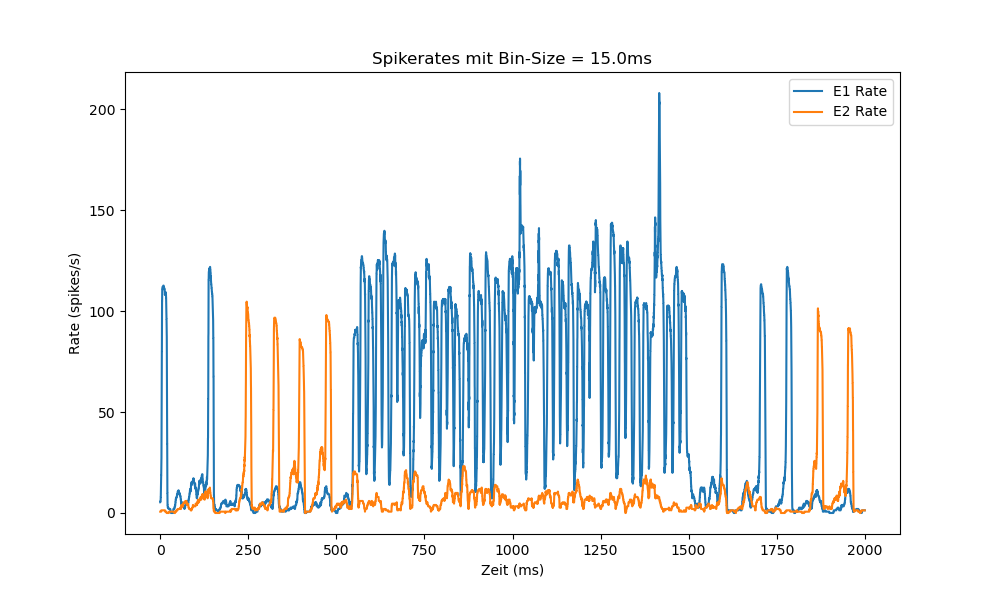 Spikerates mit Bin-Size = 15.0ms
E1 Rate
E2 Rate
200
150
100
50
0
Rate (spikes/s)
0 250 500 750 1000 1250 1500 1750 2000
Zeit (ms)